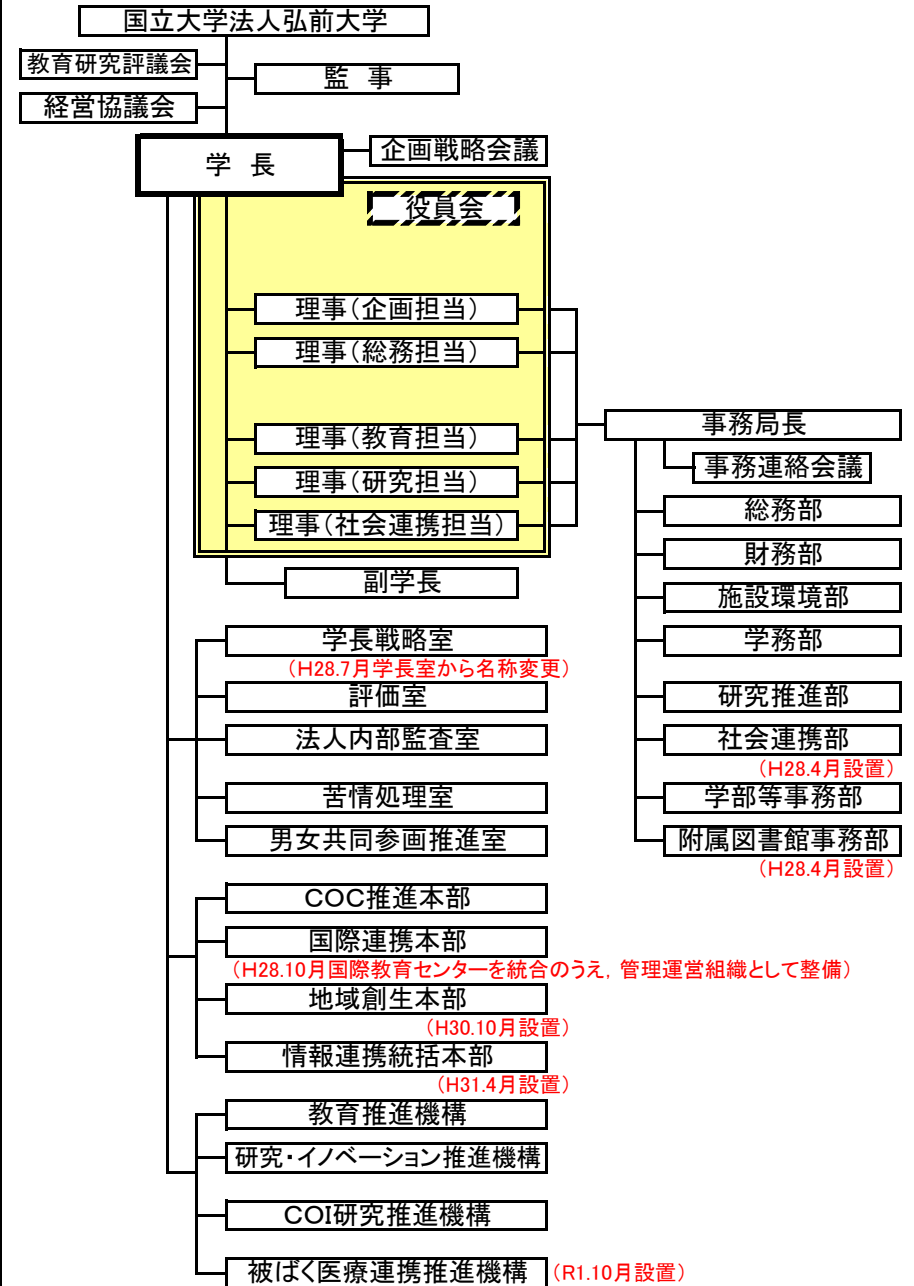 国立大学法人弘前大学
教育研究評議会
監 事
経営協議会
学 長
企画戦略会議
役員会
理事(企画担当)
理事(総務担当)
理事(教育担当)
理事(研究担当)
理事(社会連携担当)
副学長
事務局長
事務連絡会議
総務部
財務部
施設環境部
学務部
研究推進部
社会連携部
(H28.4月設置)
学部等事務部
附属図書館事務部
(H28.4月設置)
学長戦略室
(H28.7月学長室から名称変更)
評価室
法人内部監査室
苦情処理室
男女共同参画推進室
COC推進本部
国際連携本部
(H28.10月国際教育センターを統合のうえ,管理運営組織として整備)
地域創生本部
(H30.10月設置)
情報連携統括本部
(H31.4月設置)
教育推進機構
研究・イノベーション推進機構
COI研究推進機構
被ばく医療連携推進機構 (R1.10月設置)